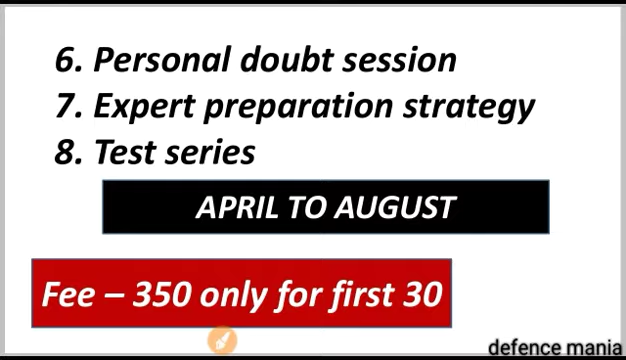 6. Personal doubt session
7. Expert preparation strategy
8. Test series
APRIL TO AUGUST
Fee – 350 only for first 30
defence mania